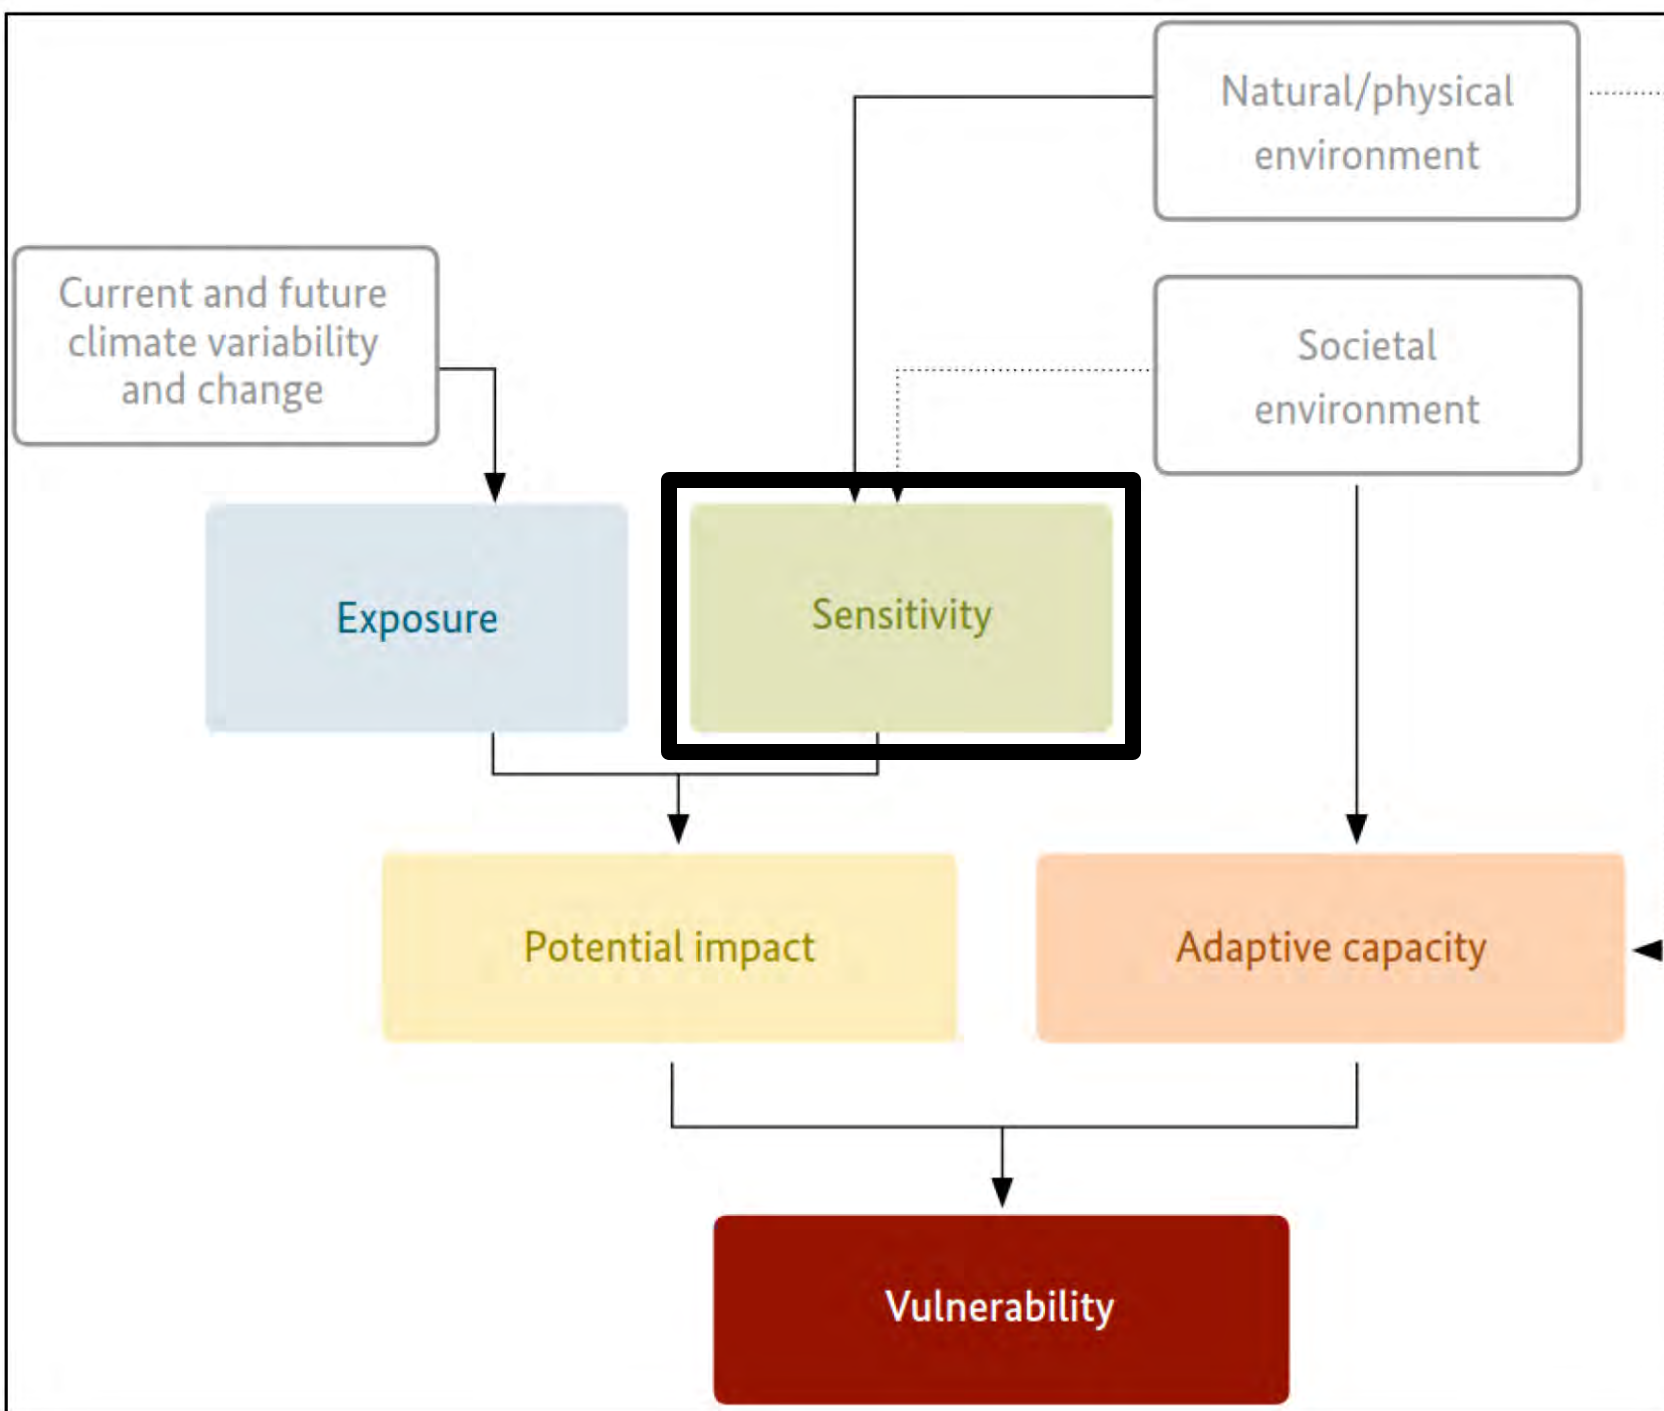 Natural/physical
environment
Current and future
climate variability
and change
Societal
environment
Exposure
Sensitivity
Potential impact
Adaptive capacity
Vulnerability